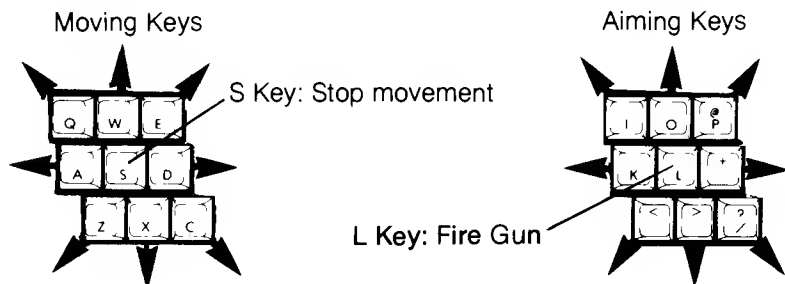 Moving Keys
Aiming Keys
Q W E
S Key: Stop movement
A S D
Z X C
I O @ P
K L +
< > ? /
L Key: Fire Gun